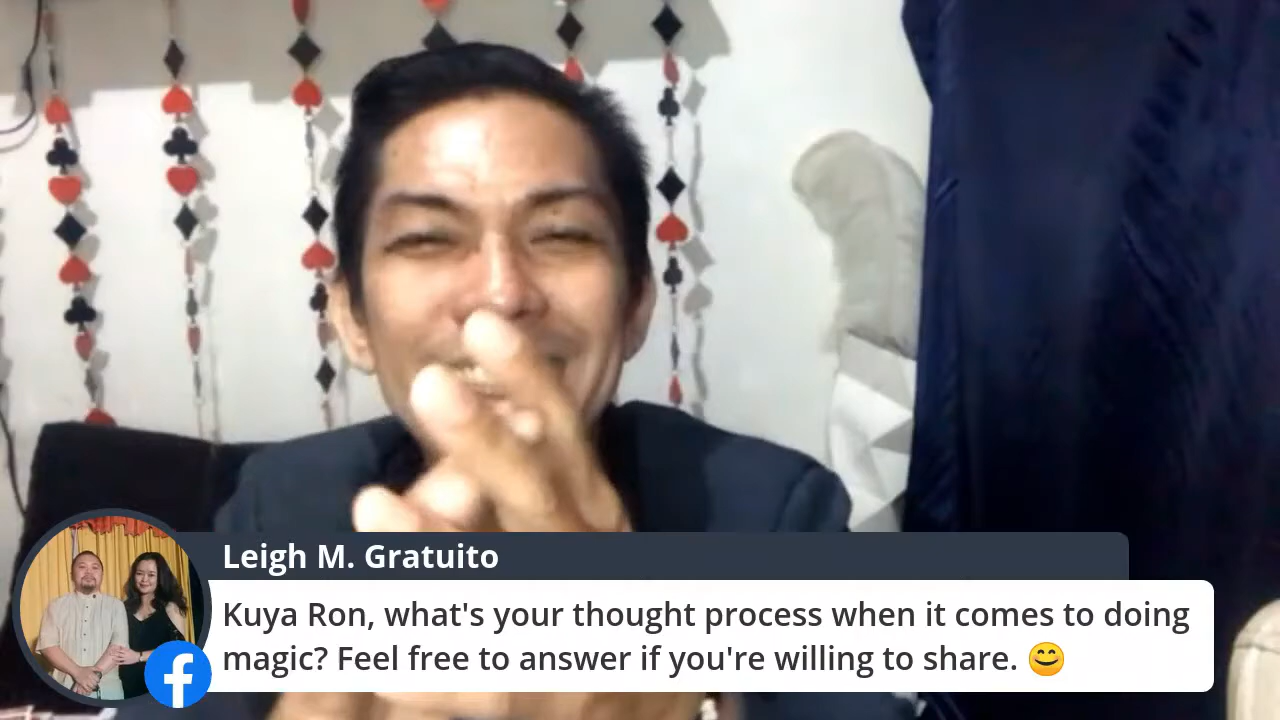 Leigh M. Gratuito
Kuya Ron, what's your thought process when it comes to doing
magic? Feel free to answer if you're willing to share. 😊